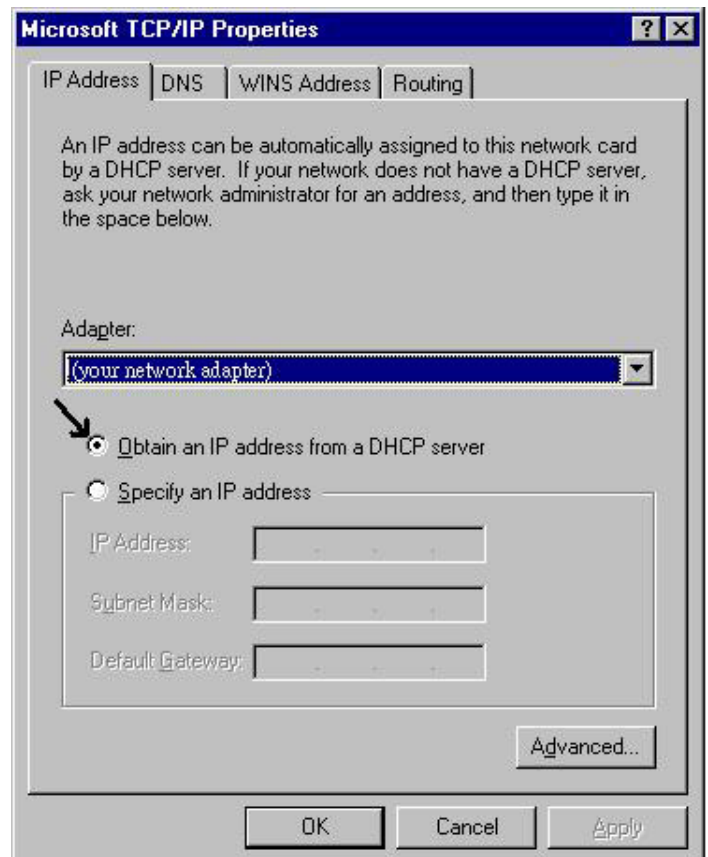 Microsoft TCP/IP Properties
IP Address DNS WINS Address Routing
An IP address can be automatically assigned to this network card
by a DHCP server. If your network does not have a DHCP server,
ask your network administrator for an address, and then type it in
the space below.
Adapter:
(your network adapter)
Obtain an IP address from a DHCP server
Specify an IP address
IP Address:
Subnet Mask:
Default Gateway:
Advanced...
OK Cancel Apply